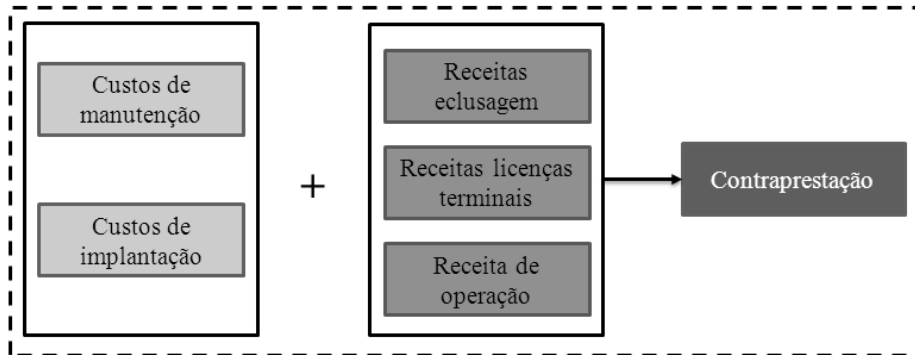 Custos de
manutenção
Custos de
implantação
+
Receitas
eclusagem
Receitas licenças
terminais
Receita de
operação
Contraprestação